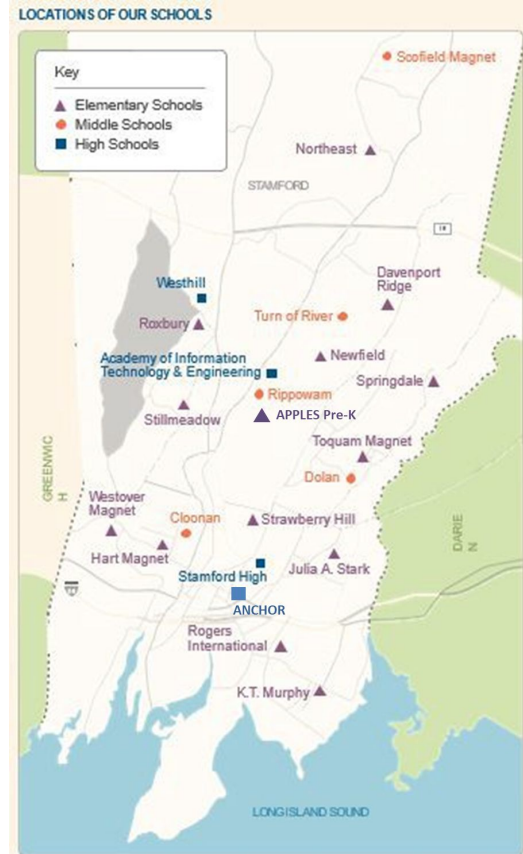 LOCATIONS OF OUR SCHOOLS
Key
Elementary Schools
Middle Schools
High Schools
Scofield Magnet
Northeast
STAMFORD
Davenport
Ridge
Westhill
Turn of River
Roxbury
Newfield
Academy of Information
Technology & Engineering
Springdale
Rippowam
APPLES Pre-K
Stillmeadow
Toquam Magnet
Dolan
GREENWIC
H
Westover
Magnet
Cloonan
Strawberry Hill
DARIE
N
Hart Magnet
Julia A. Stark
Stamford High
ANCHOR
Rogers
International
K.T. Murphy
LONG ISLAND SOUND